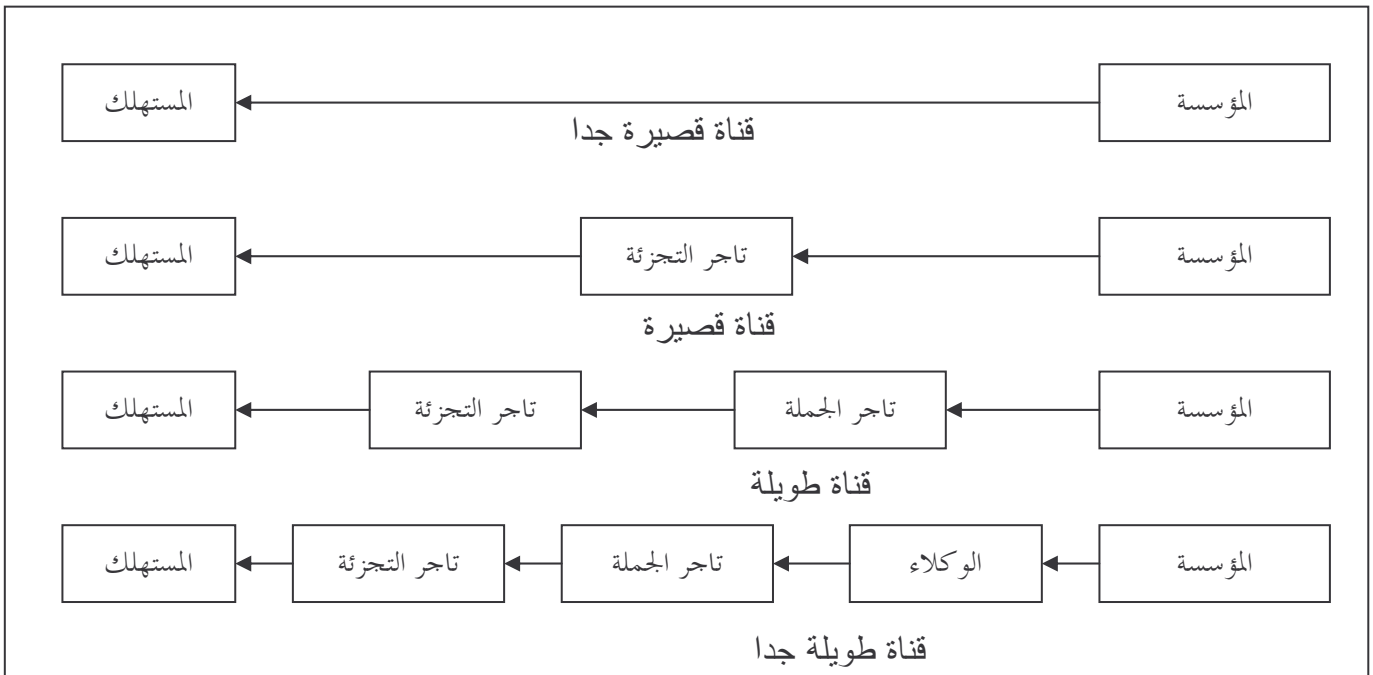 المؤسسة المستهلك
قناة قصيرة جدا
المؤسسة تاجر التجزئة المستهلك
قناة قصيرة
المؤسسة تاجر الجملة تاجر التجزئة المستهلك
قناة طويلة
المؤسسة الوكلاء تاجر الجملة تاجر التجزئة المستهلك
قناة طويلة جدا